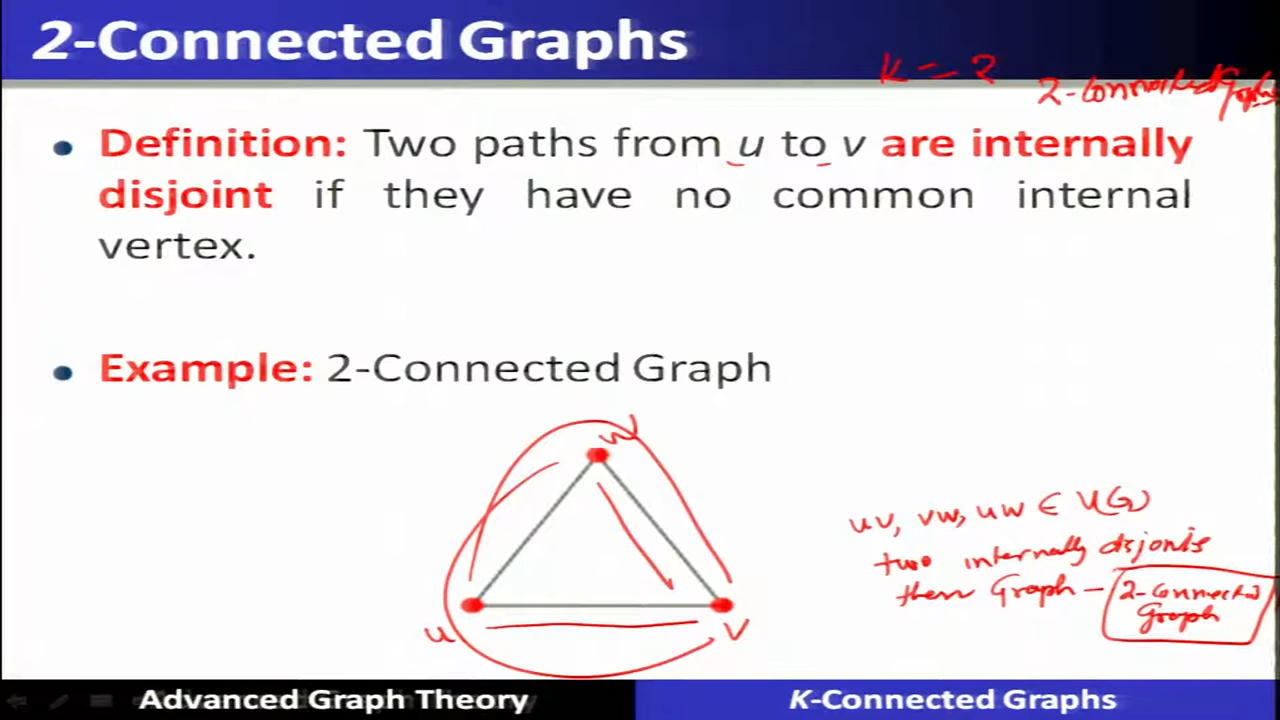 2-Connected Graphs
K = 2
2-Connected Graphs
Definition: Two paths from u to v are internally
disjoint if they have no common internal
vertex.
Example: 2-Connected Graph
w
u
v
uv, vw, uw ∈ V(G)
two internally disjoints
then Graph - 2-Connected
Graph
Advanced Graph Theory
K-Connected Graphs